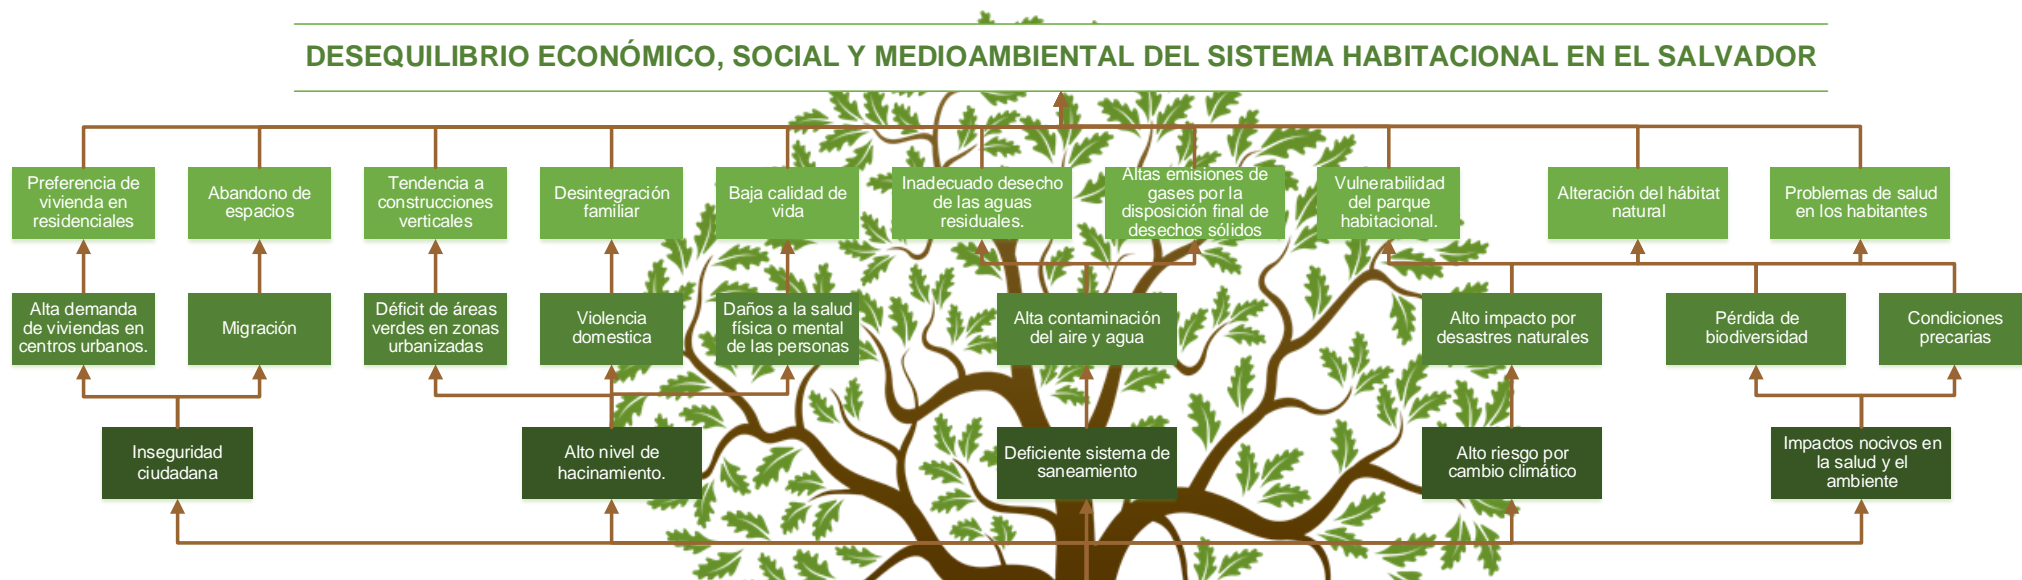 DESEQUILIBRIO ECONÓMICO, SOCIAL Y MEDIOAMBIENTAL DEL SISTEMA HABITACIONAL EN EL SALVADOR
Preferencia de
vivienda en
residenciales
Abandono de
espacios
Tendencia a
construcciones
verticales
Desintegración
familiar
Baja calidad de
vida
Inadecuado desecho
de las aguas
residuales.
Altas emisiones de
gases por la
disposición final de
desechos sólidos
Vulnerabilidad
del parque
habitacional.
Alteración del hábitat
natural
Problemas de salud
en los habitantes
Alta demanda
de viviendas en
centros urbanos.
Migración
Déficit de áreas
verdes en zonas
urbanizadas
Violencia
domestica
Daños a la salud
física o mental
de las personas
Alta contaminación
del aire y agua
Alto impacto por
desastres naturales
Pérdida de
biodiversidad
Condiciones
precarias
Inseguridad
ciudadana
Alto nivel de
hacinamiento.
Deficiente sistema de
saneamiento
Alto riesgo por
cambio climático
Impactos nocivos en
la salud y el
ambiente